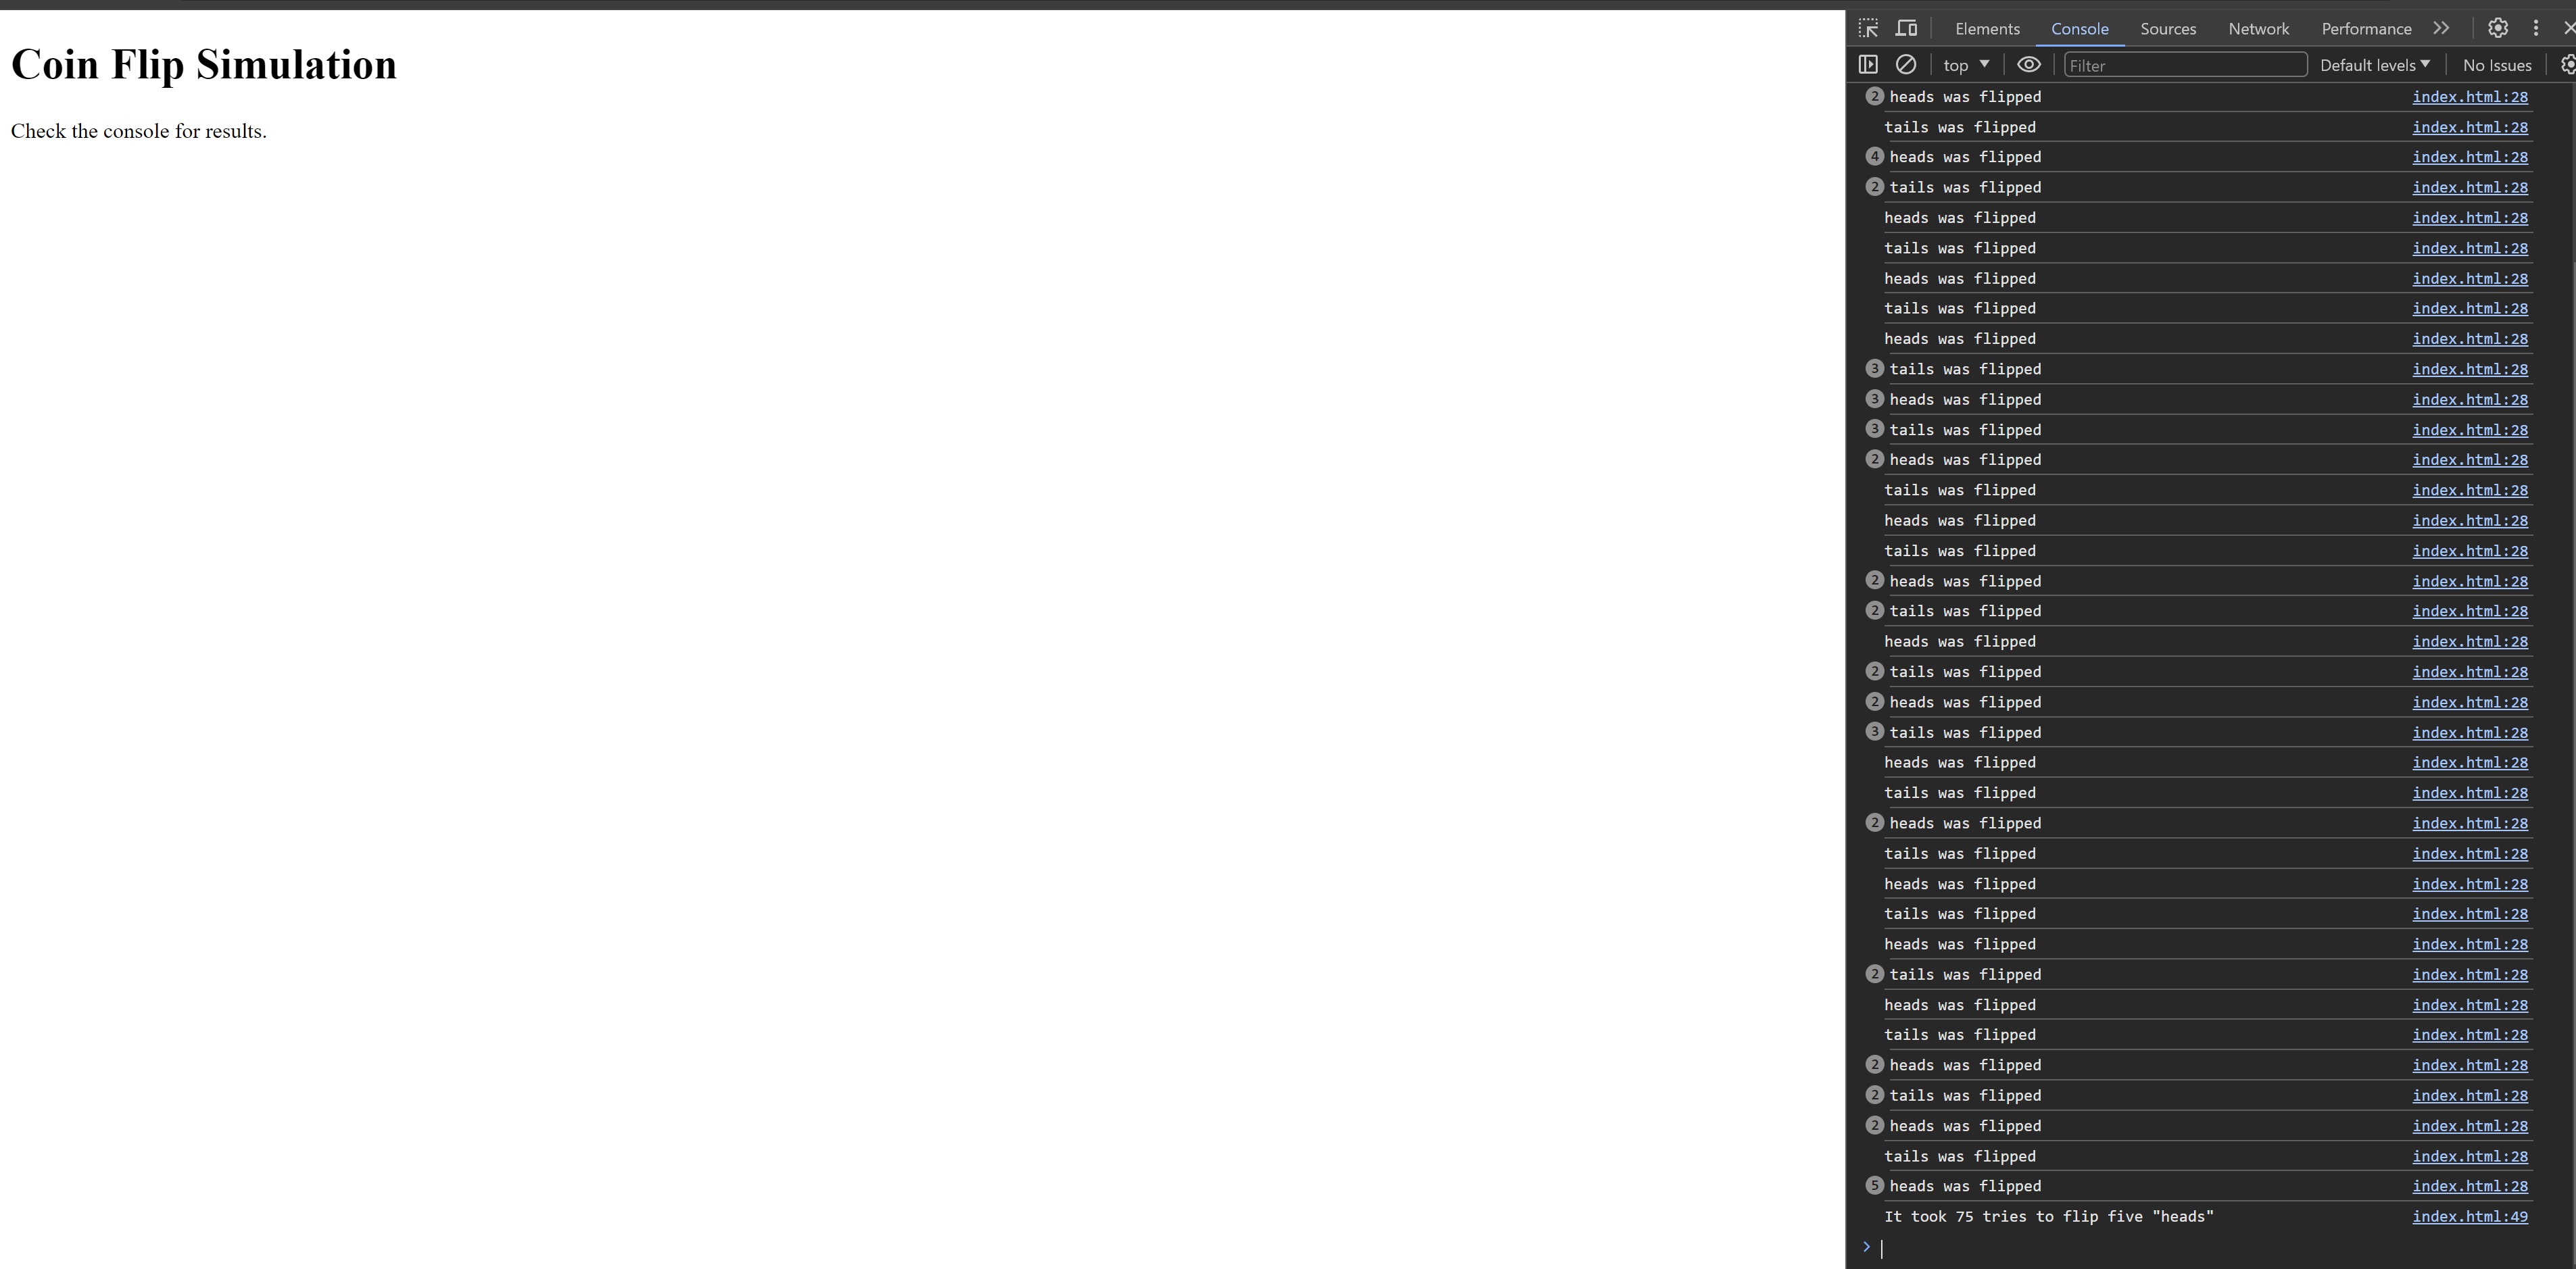 Coin Flip Simulation
Check the console for results.
Elements Console Sources Network Performance
top Filter Default levels No Issues
2 heads was flipped index.html:28
tails was flipped index.html:28
4 heads was flipped index.html:28
2 tails was flipped index.html:28
heads was flipped index.html:28
tails was flipped index.html:28
heads was flipped index.html:28
tails was flipped index.html:28
heads was flipped index.html:28
3 tails was flipped index.html:28
3 heads was flipped index.html:28
3 tails was flipped index.html:28
2 heads was flipped index.html:28
tails was flipped index.html:28
heads was flipped index.html:28
tails was flipped index.html:28
2 heads was flipped index.html:28
2 tails was flipped index.html:28
heads was flipped index.html:28
2 tails was flipped index.html:28
2 heads was flipped index.html:28
3 tails was flipped index.html:28
heads was flipped index.html:28
tails was flipped index.html:28
2 heads was flipped index.html:28
tails was flipped index.html:28
heads was flipped index.html:28
tails was flipped index.html:28
heads was flipped index.html:28
2 tails was flipped index.html:28
heads was flipped index.html:28
tails was flipped index.html:28
2 heads was flipped index.html:28
2 tails was flipped index.html:28
2 heads was flipped index.html:28
tails was flipped index.html:28
5 heads was flipped index.html:28
It took 75 tries to flip five "heads" index.html:49